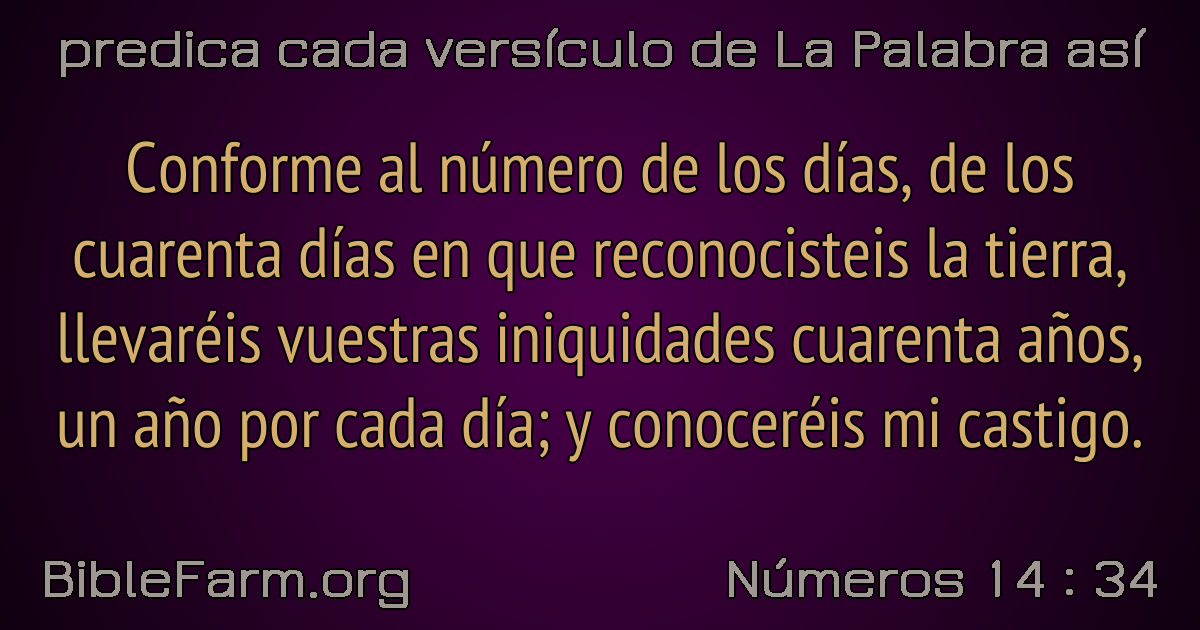 predica cada versículo de La Palabra así
Conforme al número de los días, de los
cuarenta días en que reconocisteis la tierra,
llevaréis vuestras iniquidades cuarenta años,
un año por cada día; y conoceréis mi castigo.
BibleFarm.org
Números 14 : 34